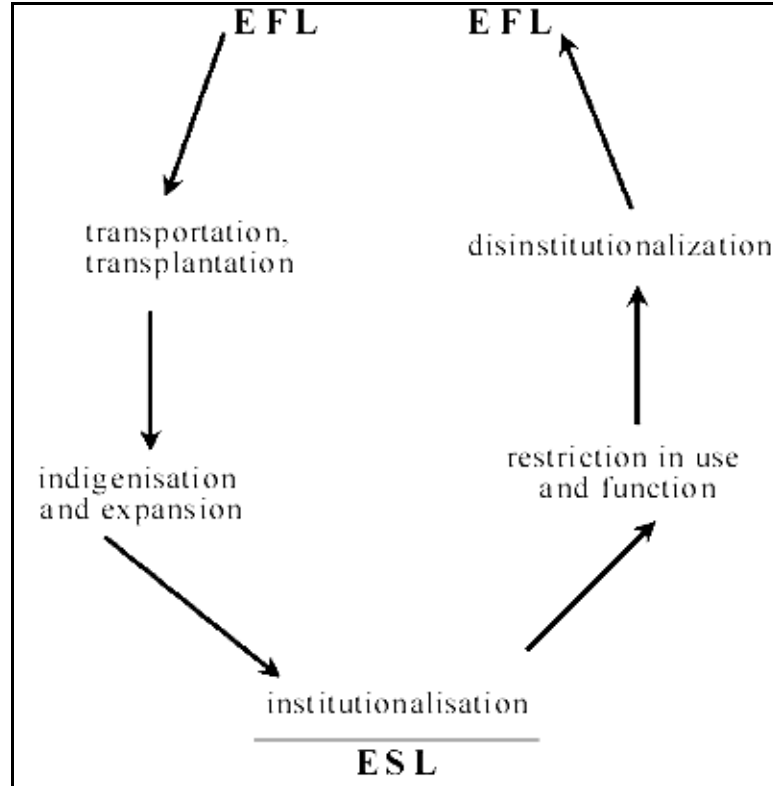 EFL
EFL
transportation,
transplantation
disinstitutionalization
indigenisation
and expansion
restriction in use
and function
institutionalisation
ESL